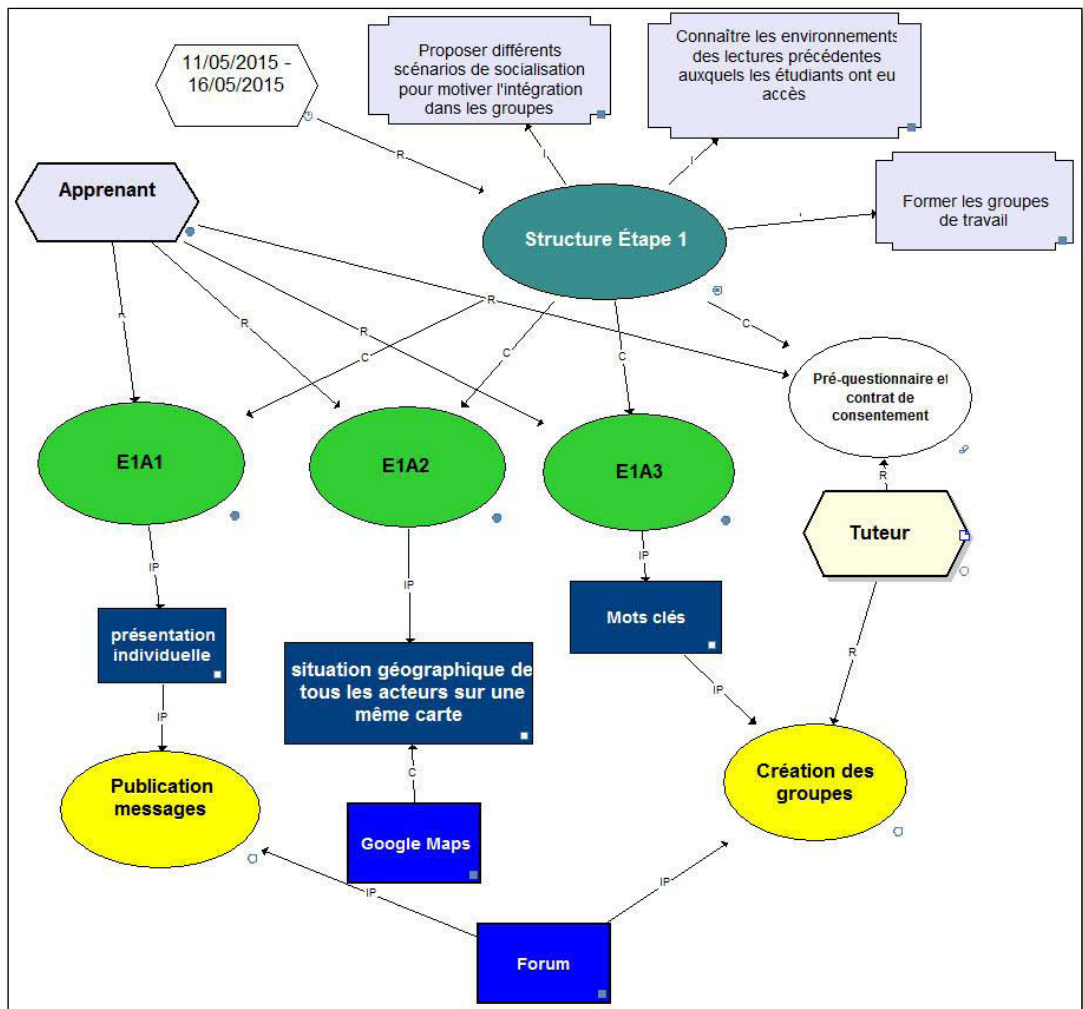 11/05/2015 -
16/05/2015
Proposer différents
scénarios de socialisation
pour motiver l'intégration
dans les groupes
Connaître les environnements
des lectures précédentes
auxquels les étudiants ont eu
accès
R
I
I
Apprenant
Former les groupes
de travail
Structure Étape 1
I
R
R
R
R
C
C
C
C
Pré-questionnaire et
contrat de
consentement
E1A1
E1A2
E1A3
R
Tuteur
IP
IP
IP
présentation
individuelle
Mots clés
situation géographique de
tous les acteurs sur une
même carte
R
IP
IP
C
Publication
messages
Création des
groupes
Google Maps
IP
IP
Forum